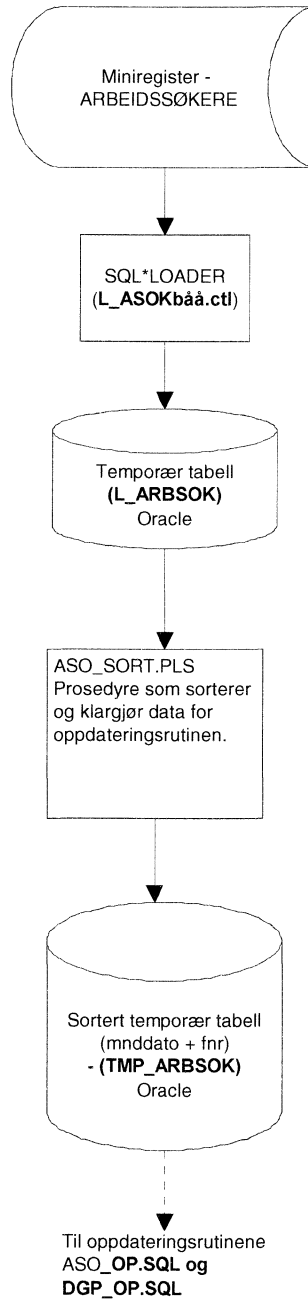 Miniregister -
ARBEIDSSØKERE
SQL*LOADER
(L_ASOKbåå.ctl)
Temporær tabell
(L_ARBSOK)
Oracle
ASO_SORT.PLS
Prosedyre som sorterer
og klargjør data for
oppdateringsrutinen.
Sortert temporær tabell
(mnddato + fnr)
- (TMP_ARBSOK)
Oracle
Til oppdateringsrutinene
ASO_OP.SQL og
DGP_OP.SQL